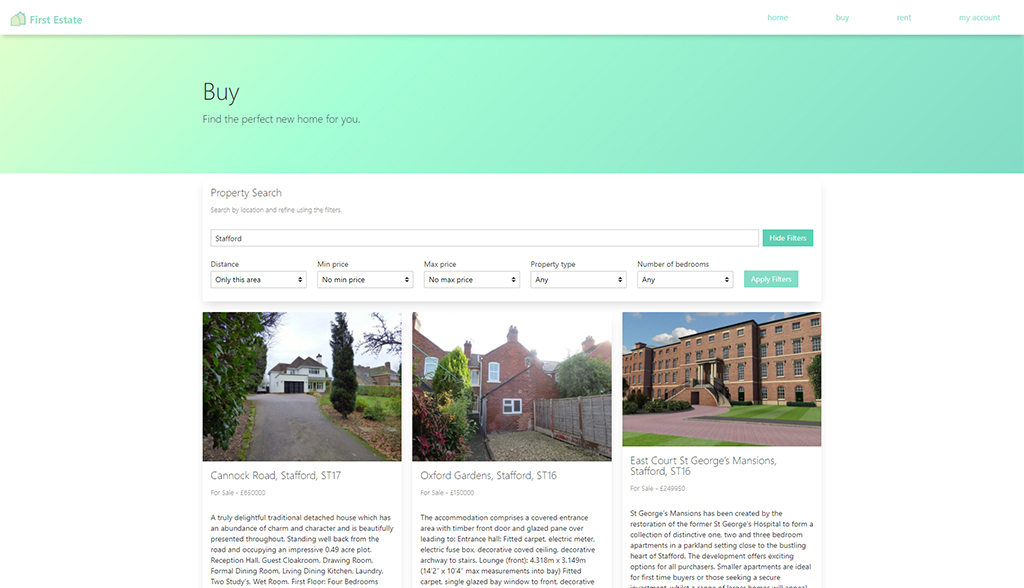 First Estate
home
buy
rent
my account
Buy
Find the perfect new home for you.
Property Search
Search by location and refine using the filters.
Stafford
Hide Filters
Distance
Min price
Max price
Property type
Number of bedrooms
Only this area
No min price
No max price
Any
Any
Apply Filters
Cannock Road, Stafford, ST17
For Sale - £650000
A truly delightful traditional detached house which has
an abundance of charm and character and is beautifully
presented throughout. Standing well back from the
road and occupying an impressive 0.49 acre plot.
Reception Hall, Guest Cloakroom, Drawing Room,
Formal Dining Room, Living Dining Kitchen, Laundry,
Two Study's, Wet Room. First Floor: Four Bedrooms
Oxford Gardens, Stafford, ST16
For Sale - £150000
The accommodation comprises a covered entrance
area with timber front door and glazed pane over
leading to: Entrance hall: Fitted carpet, electric meter,
electric fuse box, decorative coved ceiling, decorative
archway to stairs. Lounge (front): 4.318m x 3.149m
(14'2" x 10'4" max measurements into bay) Fitted
carpet, single glazed bay window to front, decorative
East Court St George's Mansions,
Stafford, ST16
For Sale - £249950
St George's Mansions has been created by the
restoration of the former St George's Hospital to form a
collection of distinctive one, two and three bedroom
apartments in a parkland setting close to the bustling
heart of Stafford. The development offers exciting
options for all purchasers. Smaller apartments are ideal
for first time buyers or those seeking a secure
investment, whilst a range of larger homes will appeal